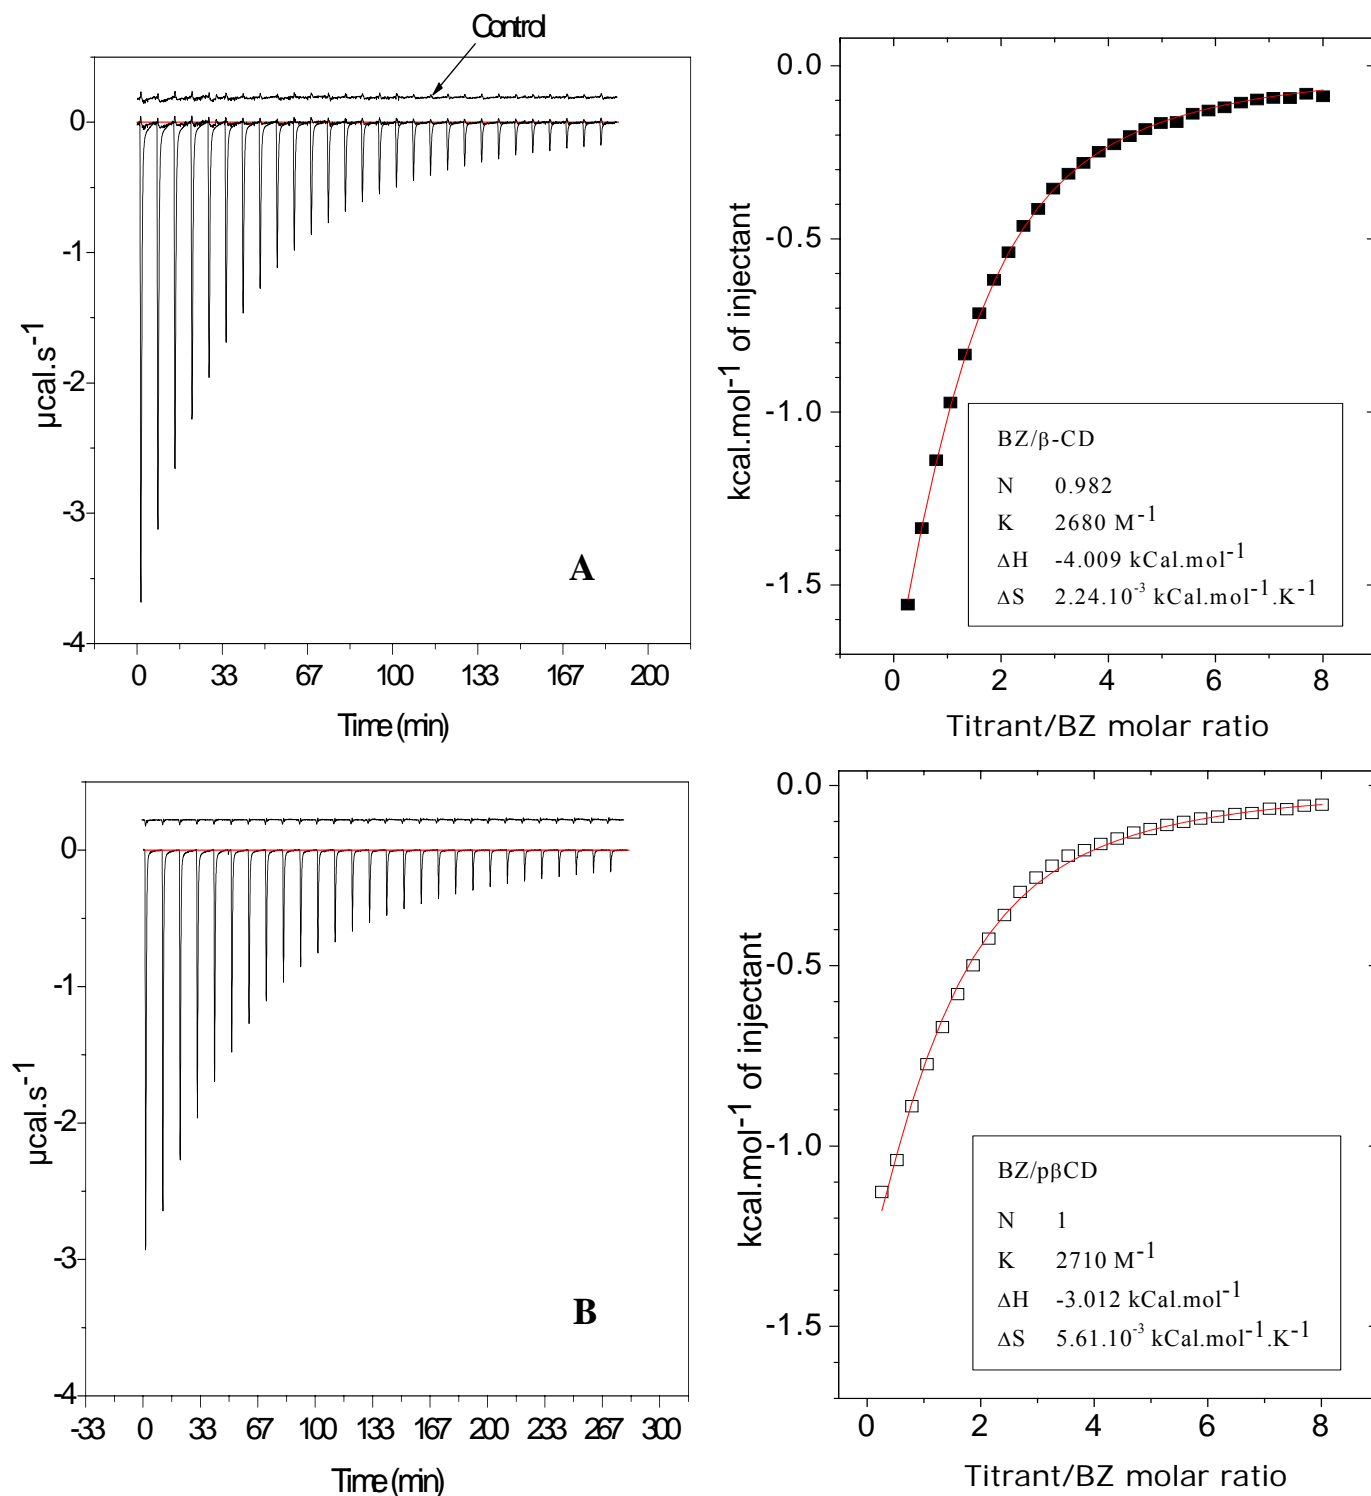 Control
0
-1
-2
-3
-4
µcal.s⁻¹
A
0 33 67 100 133 167 200
Time (min)
0.0
-0.5
-1.0
-1.5
kcal.mol⁻¹ of injectant
BZ/β-CD
N 0.982
K 2680 M⁻¹
ΔH -4.009 kCal.mol⁻¹
ΔS 2.24.10⁻³ kCal.mol⁻¹.K⁻¹
0 2 4 6 8
Titrant/BZ molar ratio
0
-1
-2
-3
-4
µcal.s⁻¹
B
-33 0 33 67 100 133 167 200 233 267 300
Time (min)
0.0
-0.5
-1.0
-1.5
kcal.mol⁻¹ of injectant
BZ/pβCD
N 1
K 2710 M⁻¹
ΔH -3.012 kCal.mol⁻¹
ΔS 5.61.10⁻³ kCal.mol⁻¹.K⁻¹
0 2 4 6 8
Titrant/BZ molar ratio